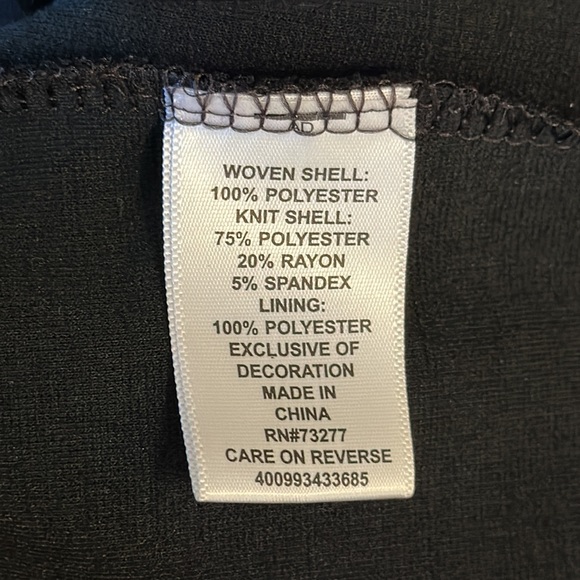 WOVEN SHELL:
100% POLYESTER
KNIT SHELL:
75% POLYESTER
20% RAYON
5% SPANDEX
LINING:
100% POLYESTER
EXCLUSIVE OF
DECORATION
MADE IN
CHINA
RN#73277
CARE ON REVERSE
400993433685